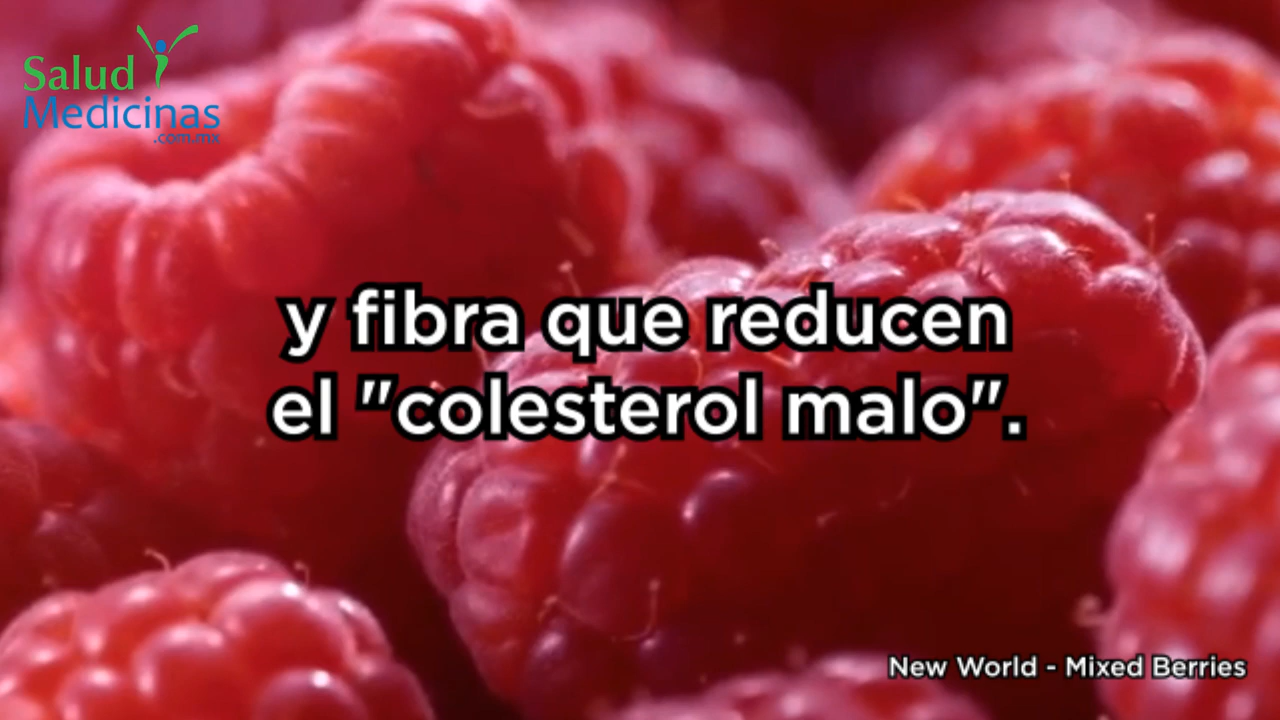 Salud
Medicinas
.com.mx
y fibra que reducen
el "colesterol malo".
New World - Mixed Berries